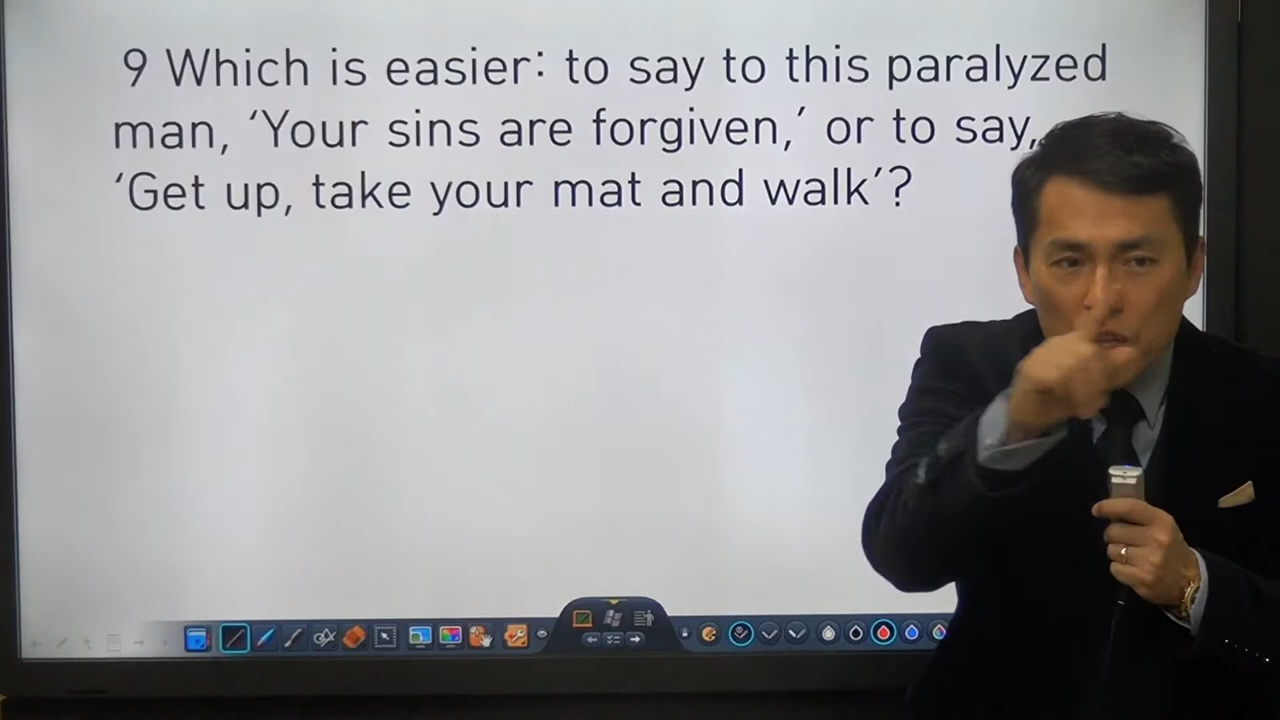 9 Which is easier: to say to this paralyzed
man, ‘Your sins are forgiven,’ or to say,
‘Get up, take your mat and walk’?